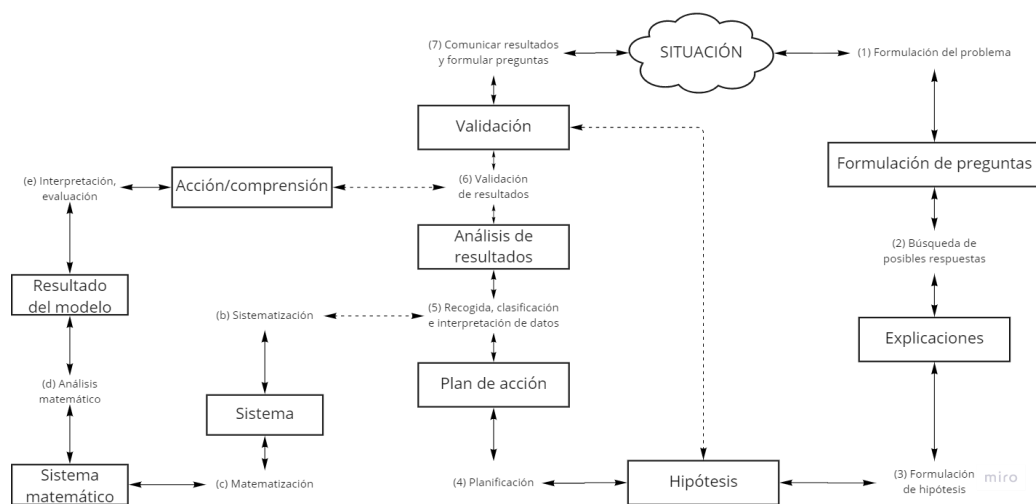 (7) Comunicar resultados
y formular preguntas
SITUACIÓN
(1) Formulación del problema
Validación
Formulación de preguntas
(e) Interpretación,
evaluación
Acción/comprensión
(6) Validación
de resultados
Análisis de
resultados
(2) Búsqueda de
posibles respuestas
Resultado
del modelo
(b) Sistematización
(5) Recogida, clasificación
e interpretación de datos
Explicaciones
(d) Análisis
matemático
Sistema
Plan de acción
Sistema
matemático
(c) Matematización
(4) Planificación
Hipótesis
(3) Formulación
de hipótesis
miro